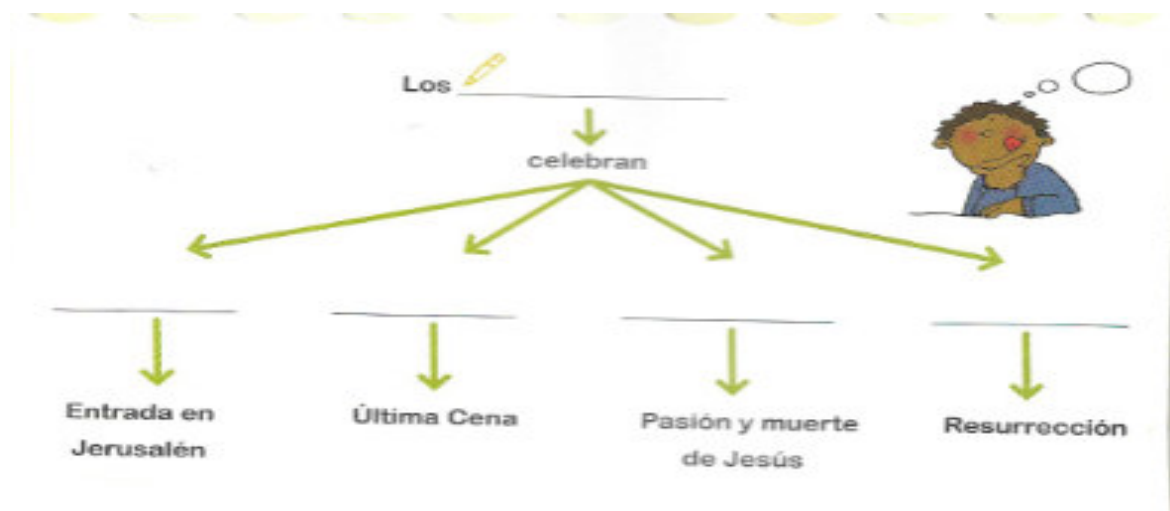 Los
celebran
Entrada en
Jerusalén
Última Cena
Pasión y muerte
de Jesús
Resurrección